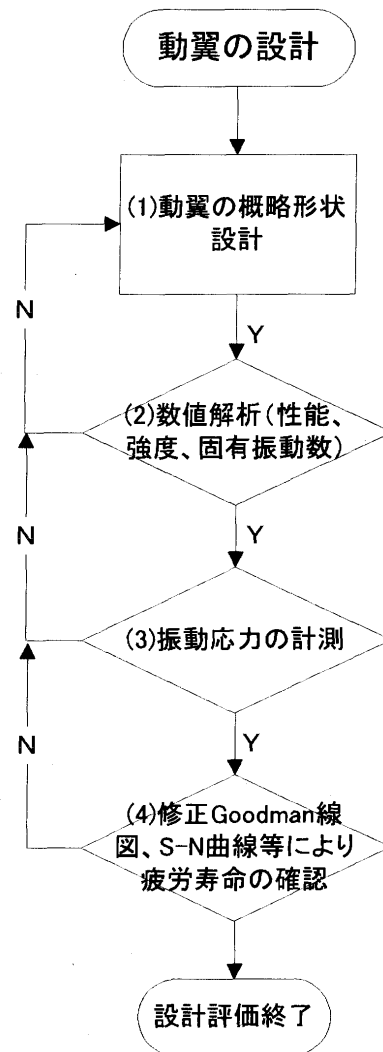 動翼の設計
(1)動翼の概略形状
設計
N
Y
(2)数値解析(性能、
強度、固有振動数)
N
Y
(3)振動応力の計測
N
Y
(4)修正Goodman線
図、S-N曲線等により
疲労寿命の確認
設計評価終了